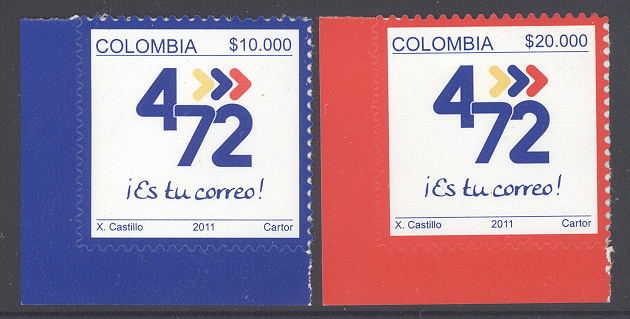 COLOMBIA $10.000
472
¡Es tu correo!
X. Castillo 2011 Cartor
COLOMBIA $20.000
472
¡Es tu correo!
X. Castillo 2011 Cartor